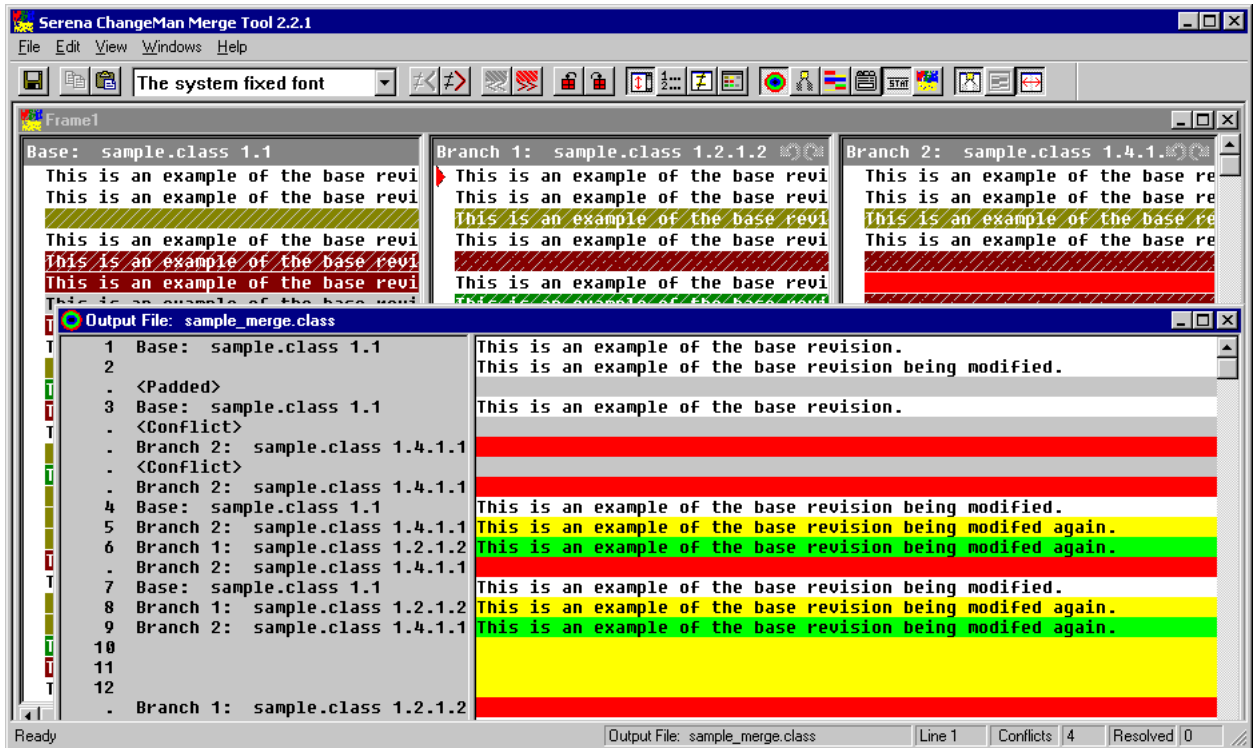 Serena ChangeMan Merge Tool 2.2.1
File Edit View Windows Help
The system fixed font
STAT
Frame1
Base: sample.class 1.1
This is an example of the base revi
This is an example of the base revi
This is an example of the base revi
This is an example of the base revi
This is an example of the base revi
Branch 1: sample.class 1.2.1.2
This is an example of the base revi
This is an example of the base revi
This is an example of the base revi
This is an example of the base revi
This is an example of the base revi
Branch 2: sample.class 1.4.1.
This is an example of the base re
This is an example of the base re
This is an example of the base re
This is an example of the base re
Output File: sample_merge.class
1 Base: sample.class 1.1 This is an example of the base revision.
2 This is an example of the base revision being modified.
. <Padded>
3 Base: sample.class 1.1 This is an example of the base revision.
. <Conflict>
. Branch 2: sample.class 1.4.1.1
. <Conflict>
. Branch 2: sample.class 1.4.1.1
4 Base: sample.class 1.1 This is an example of the base revision being modified.
5 Branch 2: sample.class 1.4.1.1 This is an example of the base revision being modifed again.
6 Branch 1: sample.class 1.2.1.2 This is an example of the base revision being modifed again.
. Branch 2: sample.class 1.4.1.1
7 Base: sample.class 1.1 This is an example of the base revision being modified.
8 Branch 1: sample.class 1.2.1.2 This is an example of the base revision being modifed again.
9 Branch 2: sample.class 1.4.1.1 This is an example of the base revision being modifed again.
10
11
12
. Branch 1: sample.class 1.2.1.2
Ready
Output File: sample_merge.class
Line 1
Conflicts 4
Resolved 0